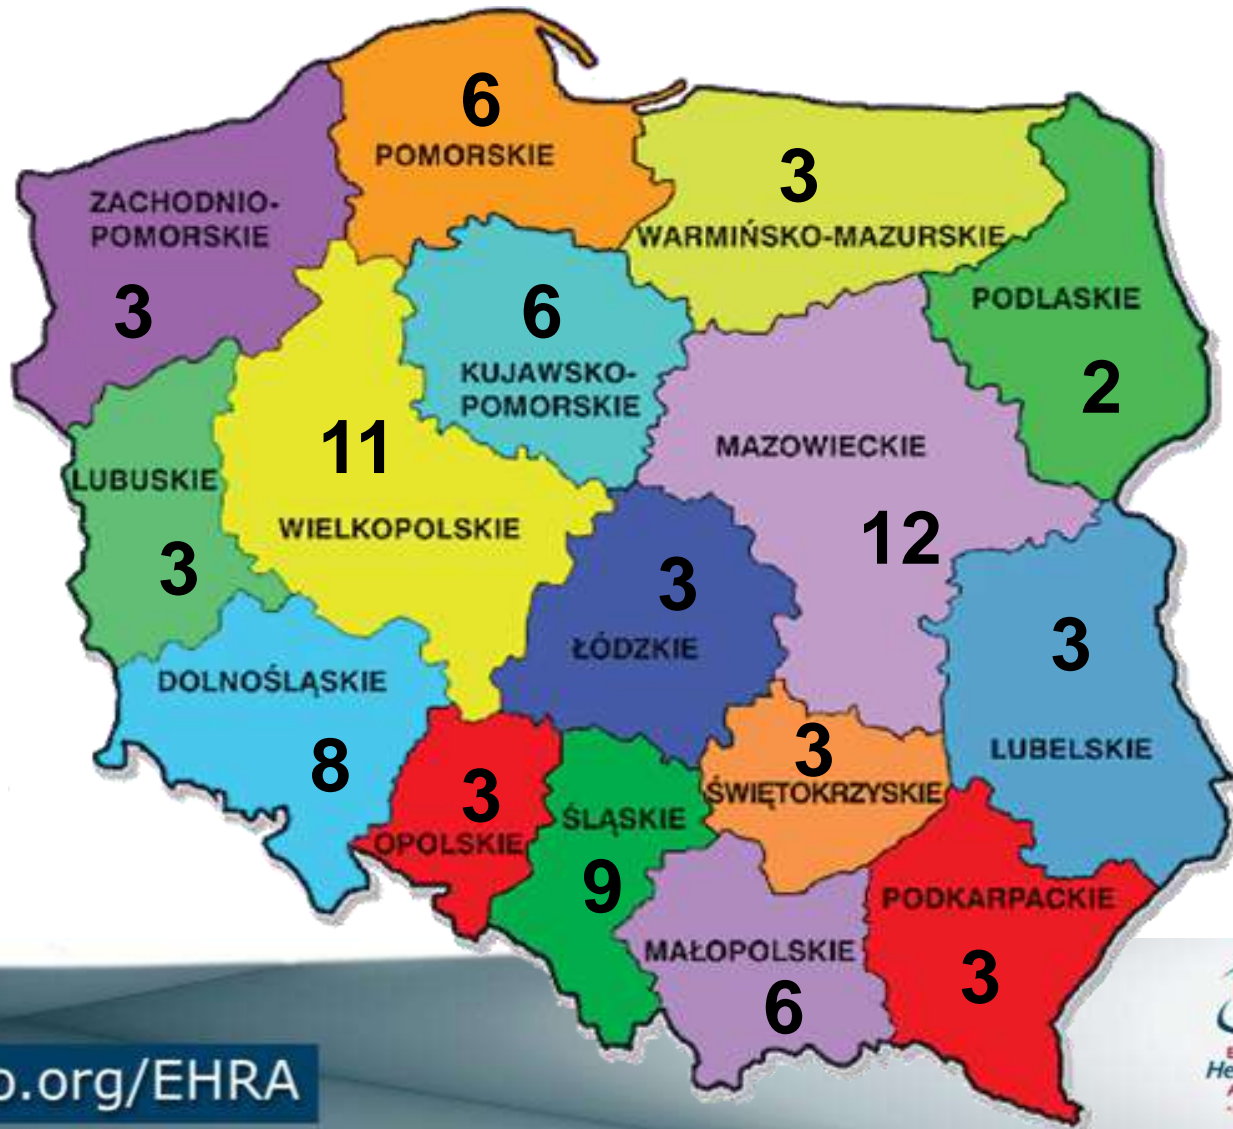 6
POMORSKIE
3
WARMIŃSKO-MAZURSKIE
ZACHODNIO-
POMORSKIE
3
6
KUJAWSKO-
POMORSKIE
PODLASKIE
2
11
WIELKOPOLSKIE
MAZOWIECKIE
12
LUBUSKIE
3
3
ŁÓDZKIE
3
LUBELSKIE
DOLNOŚLĄSKIE
8
3
OPOLSKIE
ŚLĄSKIE
9
3
ŚWIĘTOKRZYSKIE
MAŁOPOLSKIE
6
PODKARPACKIE
3
o.org/EHRA
He